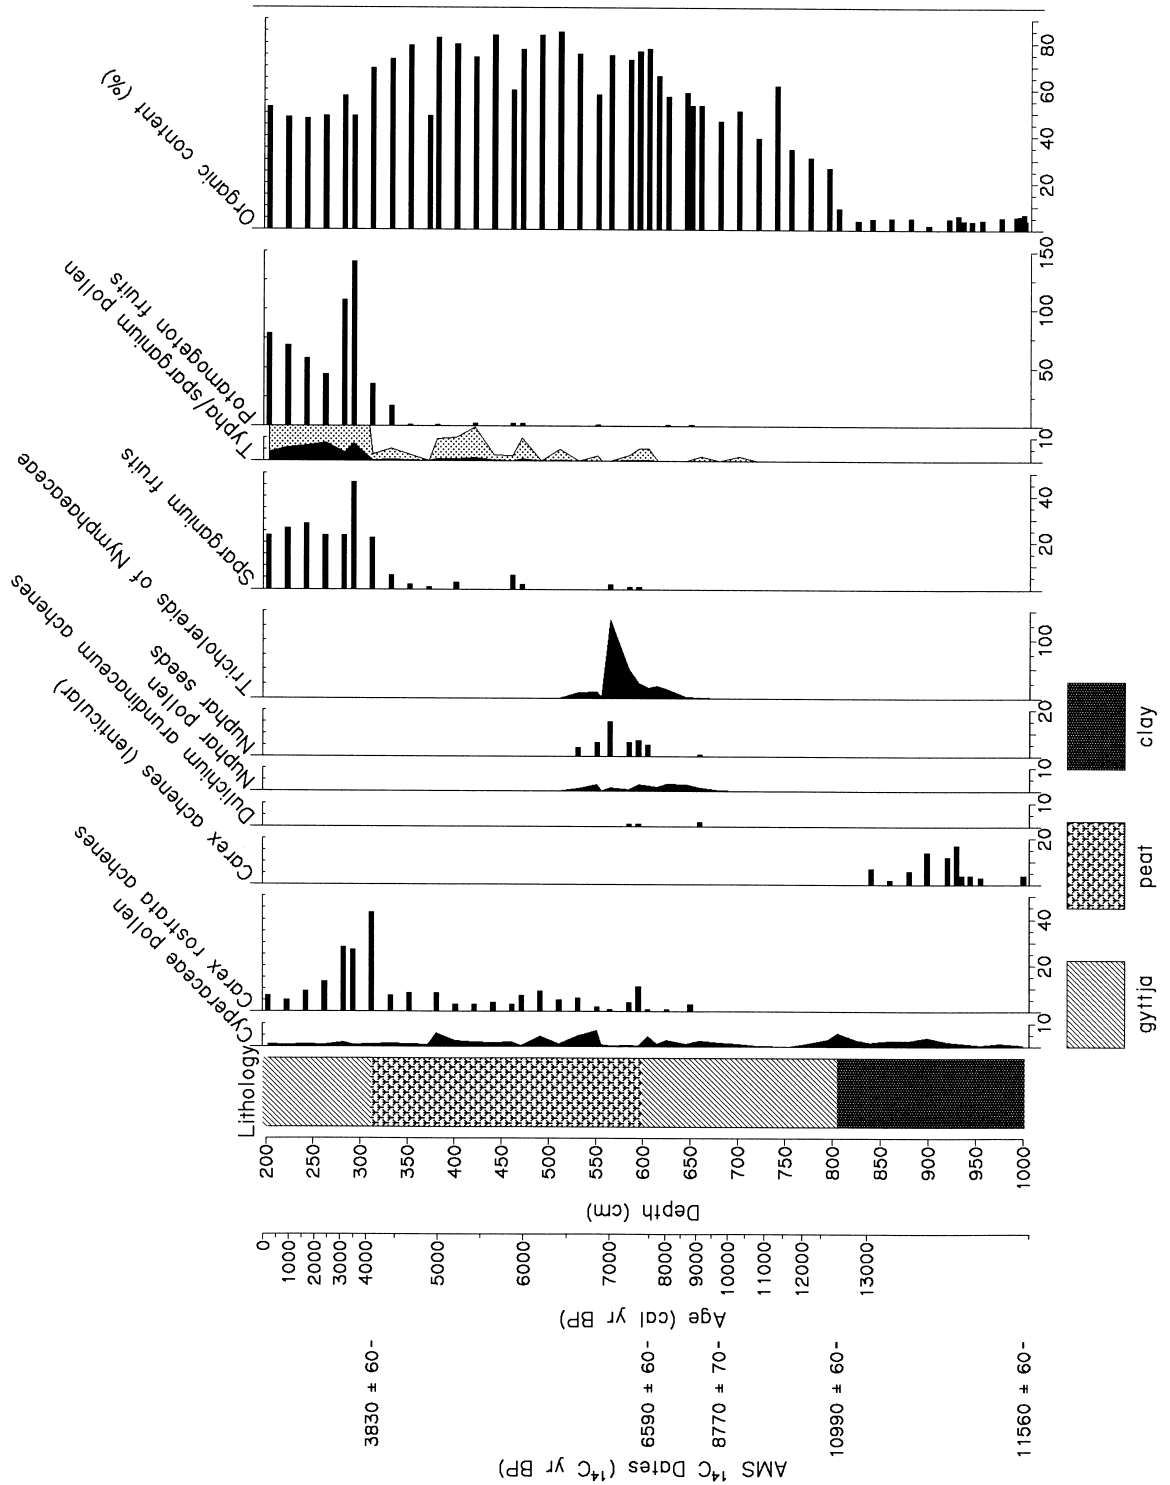 Organic content (%)
Potamogeton fruits
Typha/sparganium pollen
Sparganium fruits
Tricholereids of Nymphaeaceae
Nuphar seeds
Nuphar pollen
Dulichium arundinaceum achenes
Carex achenes (lenticular)
Carex rostrata achenes
Cyperaceae pollen
Lithology
20 40 60 80
50 100 150
10
20 40
100
20
10
10
20
20 40
10
200 250 300 350 400 450 500 550 600 650 700 750 800 850 900 950 1000
Depth (cm)
0 1000 2000 3000 4000 5000 6000 7000 8000 9000 10000 11000 12000 13000
Age (cal yr BP)
3830 ± 60-
6590 ± 60-
8770 ± 70-
10990 ± 60-
11560 ± 60-
AMS ¹⁴C Dates (¹⁴C yr BP)
gyttja
peat
clay